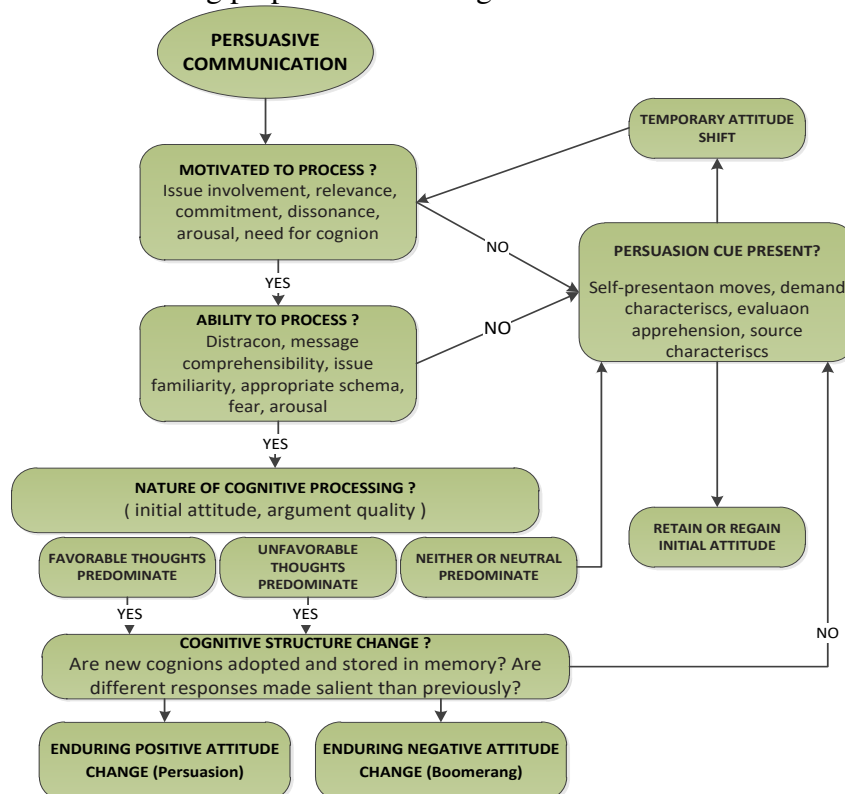 PERSUASIVE
COMMUNICATION
TEMPORARY ATTITUDE
SHIFT
MOTIVATED TO PROCESS ?
Issue involvement, relevance,
commitment, dissonance,
arousal, need for cognion
NO
PERSUASION CUE PRESENT?
Self-presentaon moves, demand
characteriscs, evaluaon
apprehension, source
characteriscs
YES
ABILITY TO PROCESS ?
Distracon, message
comprehensibility, issue
familiarity, appropriate schema,
fear, arousal
NO
YES
NATURE OF COGNITIVE PROCESSING ?
( initial attitude, argument quality )
FAVORABLE THOUGHTS
PREDOMINATE
UNFAVORABLE
THOUGHTS
PREDOMINATE
NEITHER OR NEUTRAL
PREDOMINATE
RETAIN OR REGAIN
INITIAL ATTITUDE
YES
YES
NO
COGNITIVE STRUCTURE CHANGE ?
Are new cognions adopted and stored in memory? Are
different responses made salient than previously?
ENDURING POSITIVE ATTITUDE
CHANGE (Persuasion)
ENDURING NEGATIVE ATTITUDE
CHANGE (Boomerang)